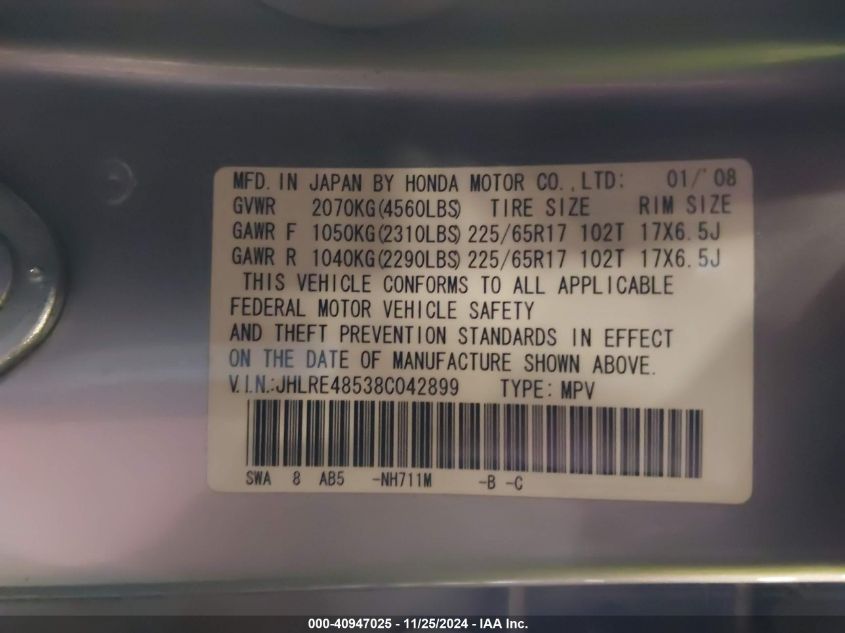 MFD. IN JAPAN BY HONDA MOTOR CO.,LTD: 01/'08
GVWR 2070KG(4560LBS) TIRE SIZE RIM SIZE
GAWR F 1050KG(2310LBS) 225/65R17 102T 17X6.5J
GAWR R 1040KG(2290LBS) 225/65R17 102T 17X6.5J
THIS VEHICLE CONFORMS TO ALL APPLICABLE
FEDERAL MOTOR VEHICLE SAFETY
AND THEFT PREVENTION STANDARDS IN EFFECT
ON THE DATE OF MANUFACTURE SHOWN ABOVE.
V.I.N.:JHLRE48538C042899 TYPE: MPV
SWA 8 AB5 -NH711M -B -C
000-40947025 - 11/25/2024 - IAA Inc.